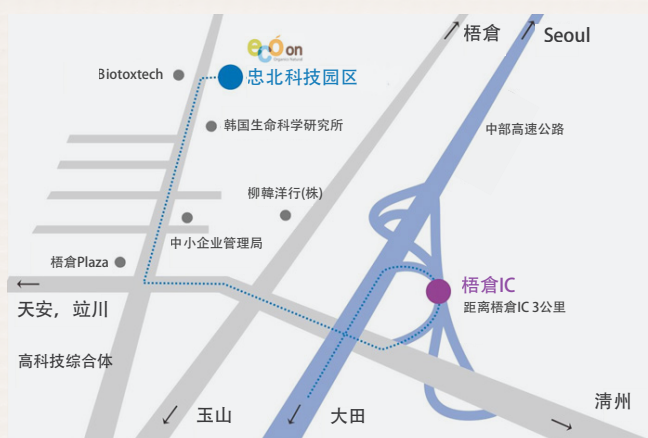 eco on
梧倉
Seoul
Biotoxtech
忠北科技园区
韩国生命科学研究所
中部高速公路
柳韓洋行(株)
中小企业管理局
梧倉Plaza
梧倉IC
距离梧倉IC 3公里
天安，竝川
高科技综合体
玉山
大田
淸州